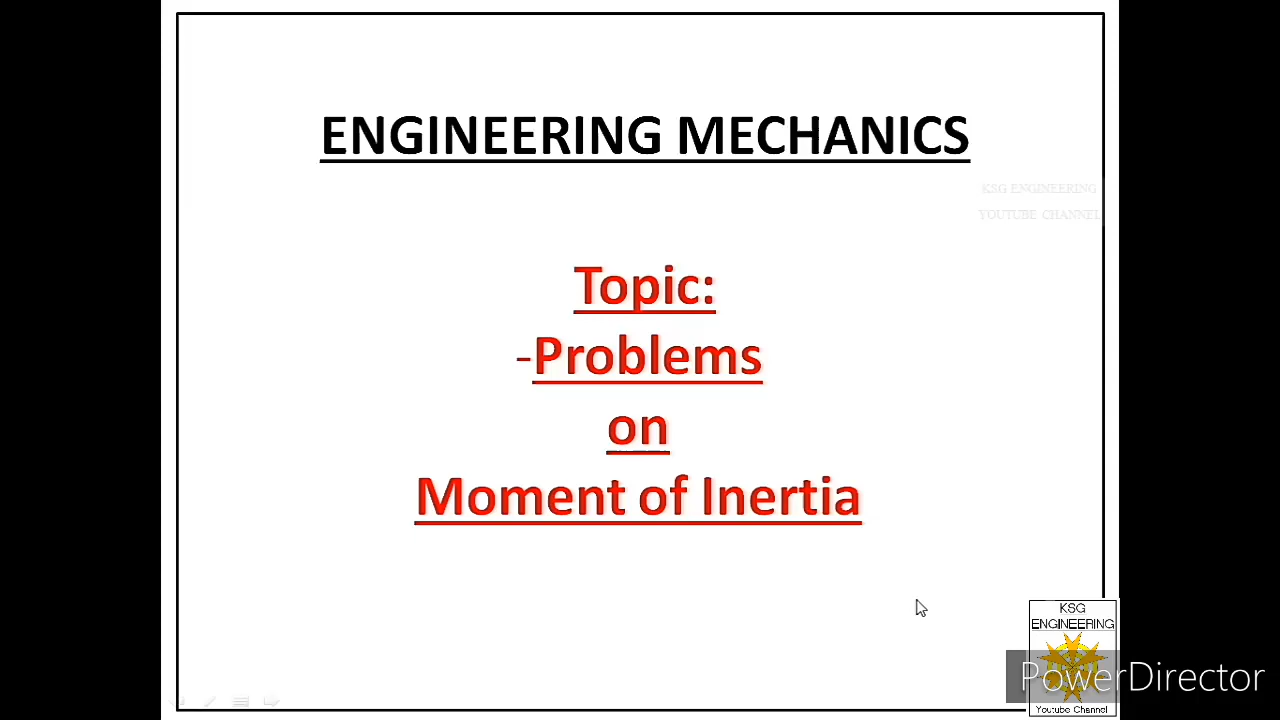 ENGINEERING MECHANICS
KSG ENGINEERING
YOUTUBE CHANNEL
Topic:
-Problems
on
Moment of Inertia
KSG
ENGINEERING
PowerDirector
Youtube Channel